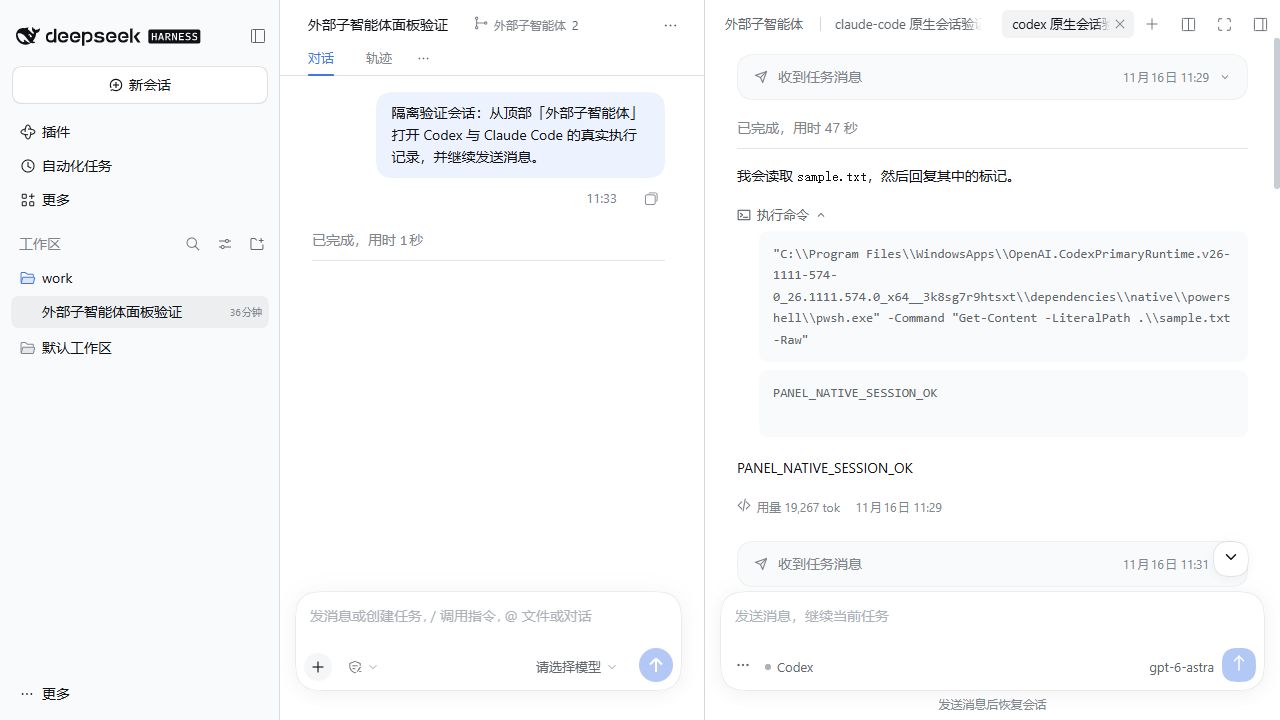 deepseek HARNESS
新会话
插件
自动化任务
更多
工作区
work
外部子智能体面板验证 36分钟
默认工作区
更多
外部子智能体面板验证 外部子智能体 2
对话 轨迹
隔离验证会话：从顶部「外部子智能体」
打开 Codex 与 Claude Code 的真实执行
记录，并继续发送消息。
11:33
已完成，用时 1 秒
发消息或创建任务, / 调用指令, @ 文件或对话
请选择模型
外部子智能体 claude-code 原生会话验 codex 原生会话
收到任务消息 11月16日 11:29
已完成，用时 47 秒
我会读取 sample.txt，然后回复其中的标记。
执行命令
"C:\\Program Files\\WindowsApps\\OpenAI.CodexPrimaryRuntime.v26-
1111-574-
0_26.1111.574.0_x64__3k8sg7r9htsxt\\dependencies\\native\\powers
hell\\pwsh.exe" -Command "Get-Content -LiteralPath .\\sample.txt
-Raw"
PANEL_NATIVE_SESSION_OK
PANEL_NATIVE_SESSION_OK
用量 19,267 tok 11月16日 11:29
收到任务消息 11月16日 11:31
发送消息，继续当前任务
Codex gpt-6-astra
发送消息后恢复会话